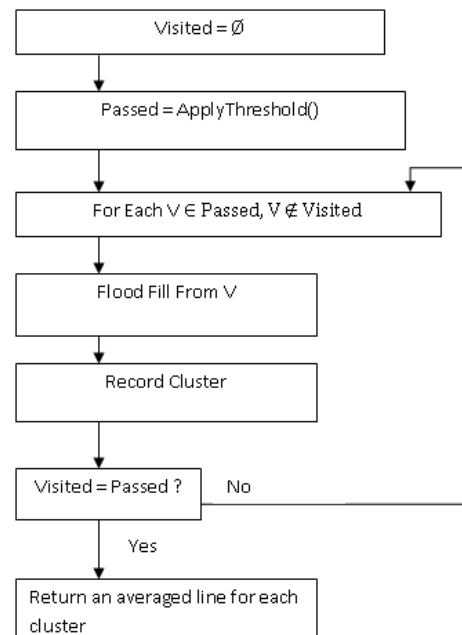 Visited = Ø
Passed = ApplyThreshold()
For Each V ∈ Passed, V ∉ Visited
Flood Fill From V
Record Cluster
Visited = Passed ?
No
Yes
Return an averaged line for each
cluster